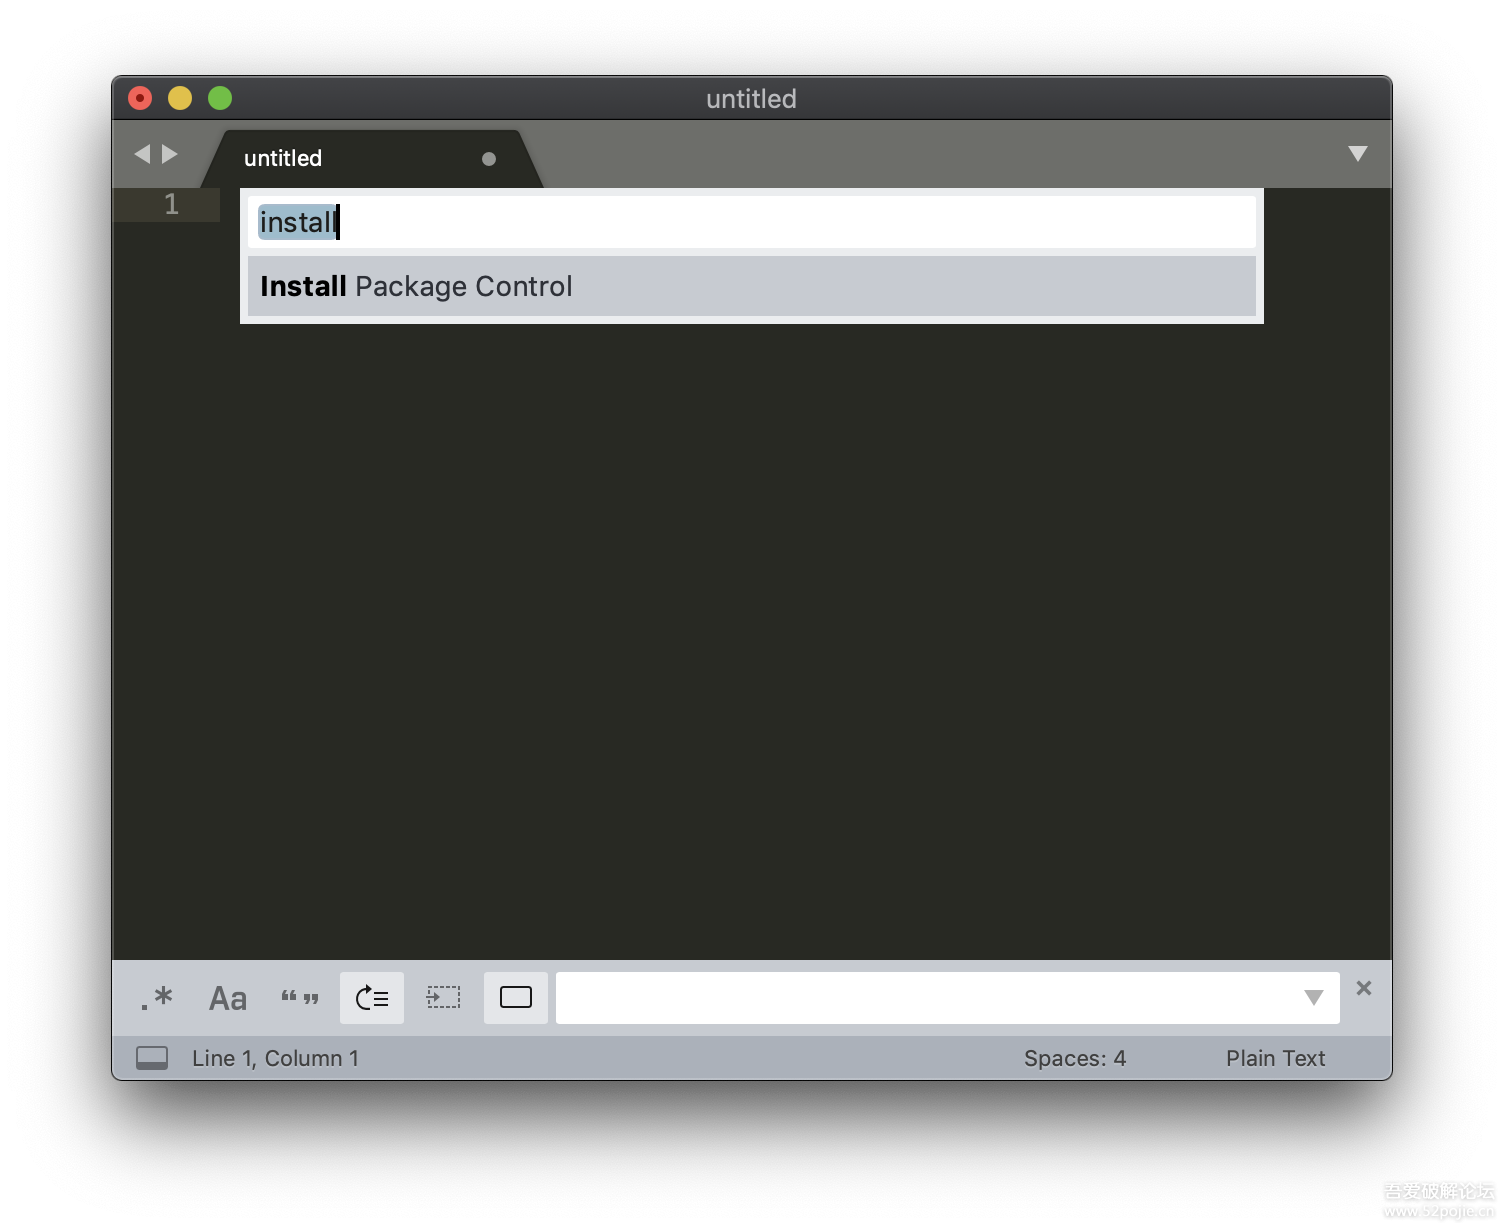 untitled
untitled
1
install
Install Package Control
.* Aa “ ”
Line 1, Column 1
Spaces: 4
Plain Text
吾爱破解论坛
www.52pojie.cn